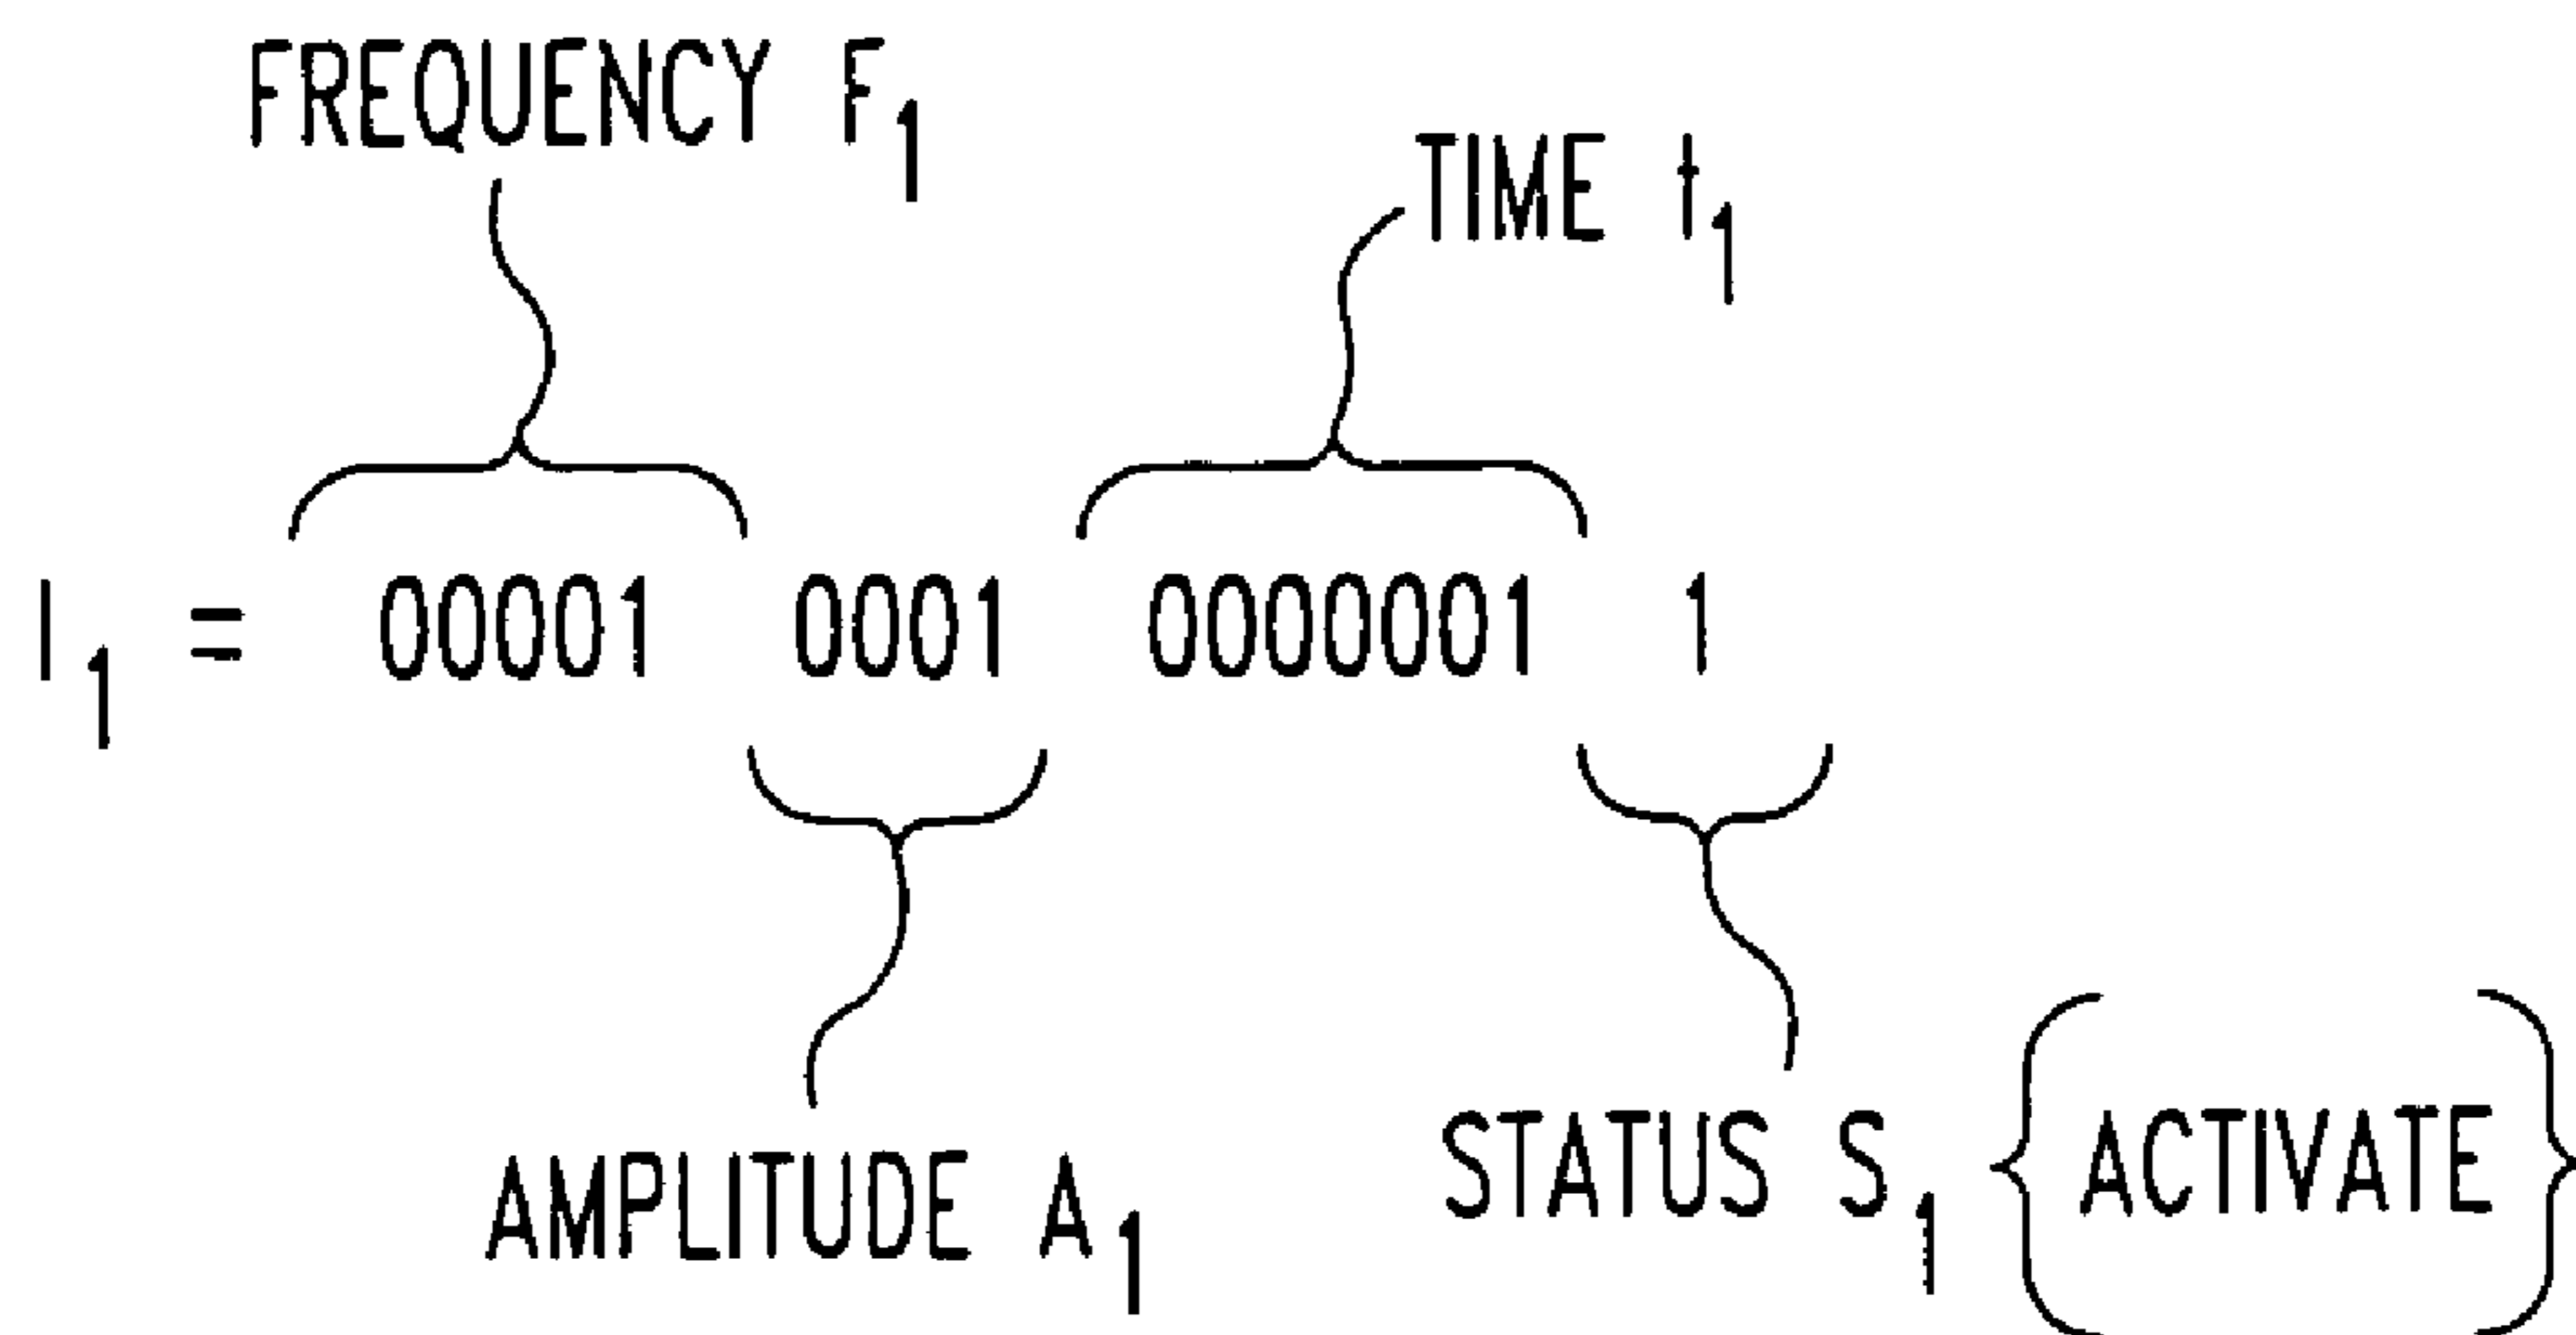 FREQUENCY F1
TIME t1
I1 = 00001 0001 0000001 1
AMPLITUDE A1
STATUS S1 {ACTIVATE}